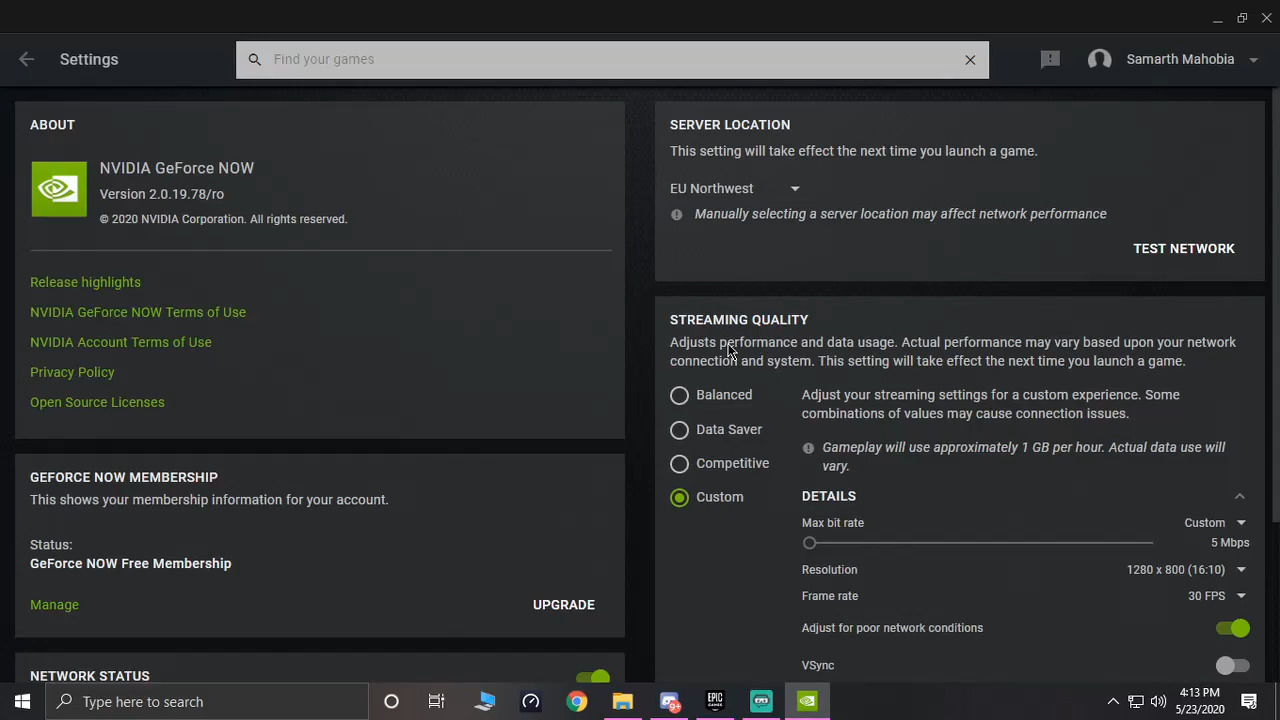 Settings
Find your games
Samarth Mahobia
ABOUT
NVIDIA GeForce NOW
Version 2.0.19.78/ro
© 2020 NVIDIA Corporation. All rights reserved.
Release highlights
NVIDIA GeForce NOW Terms of Use
NVIDIA Account Terms of Use
Privacy Policy
Open Source Licenses
GEFORCE NOW MEMBERSHIP
This shows your membership information for your account.
Status:
GeForce NOW Free Membership
Manage
UPGRADE
NETWORK STATUS
SERVER LOCATION
This setting will take effect the next time you launch a game.
EU Northwest
Manually selecting a server location may affect network performance
TEST NETWORK
STREAMING QUALITY
Adjusts performance and data usage. Actual performance may vary based upon your network
connection and system. This setting will take effect the next time you launch a game.
Balanced
Data Saver
Competitive
Custom
Adjust your streaming settings for a custom experience. Some
combinations of values may cause connection issues.
Gameplay will use approximately 1 GB per hour. Actual data use will
vary.
DETAILS
Max bit rate Custom
5 Mbps
Resolution 1280 x 800 (16:10)
Frame rate 30 FPS
Adjust for poor network conditions
VSync
Type here to search
EPIC
GAMES
9+
4:13 PM
5/23/2020